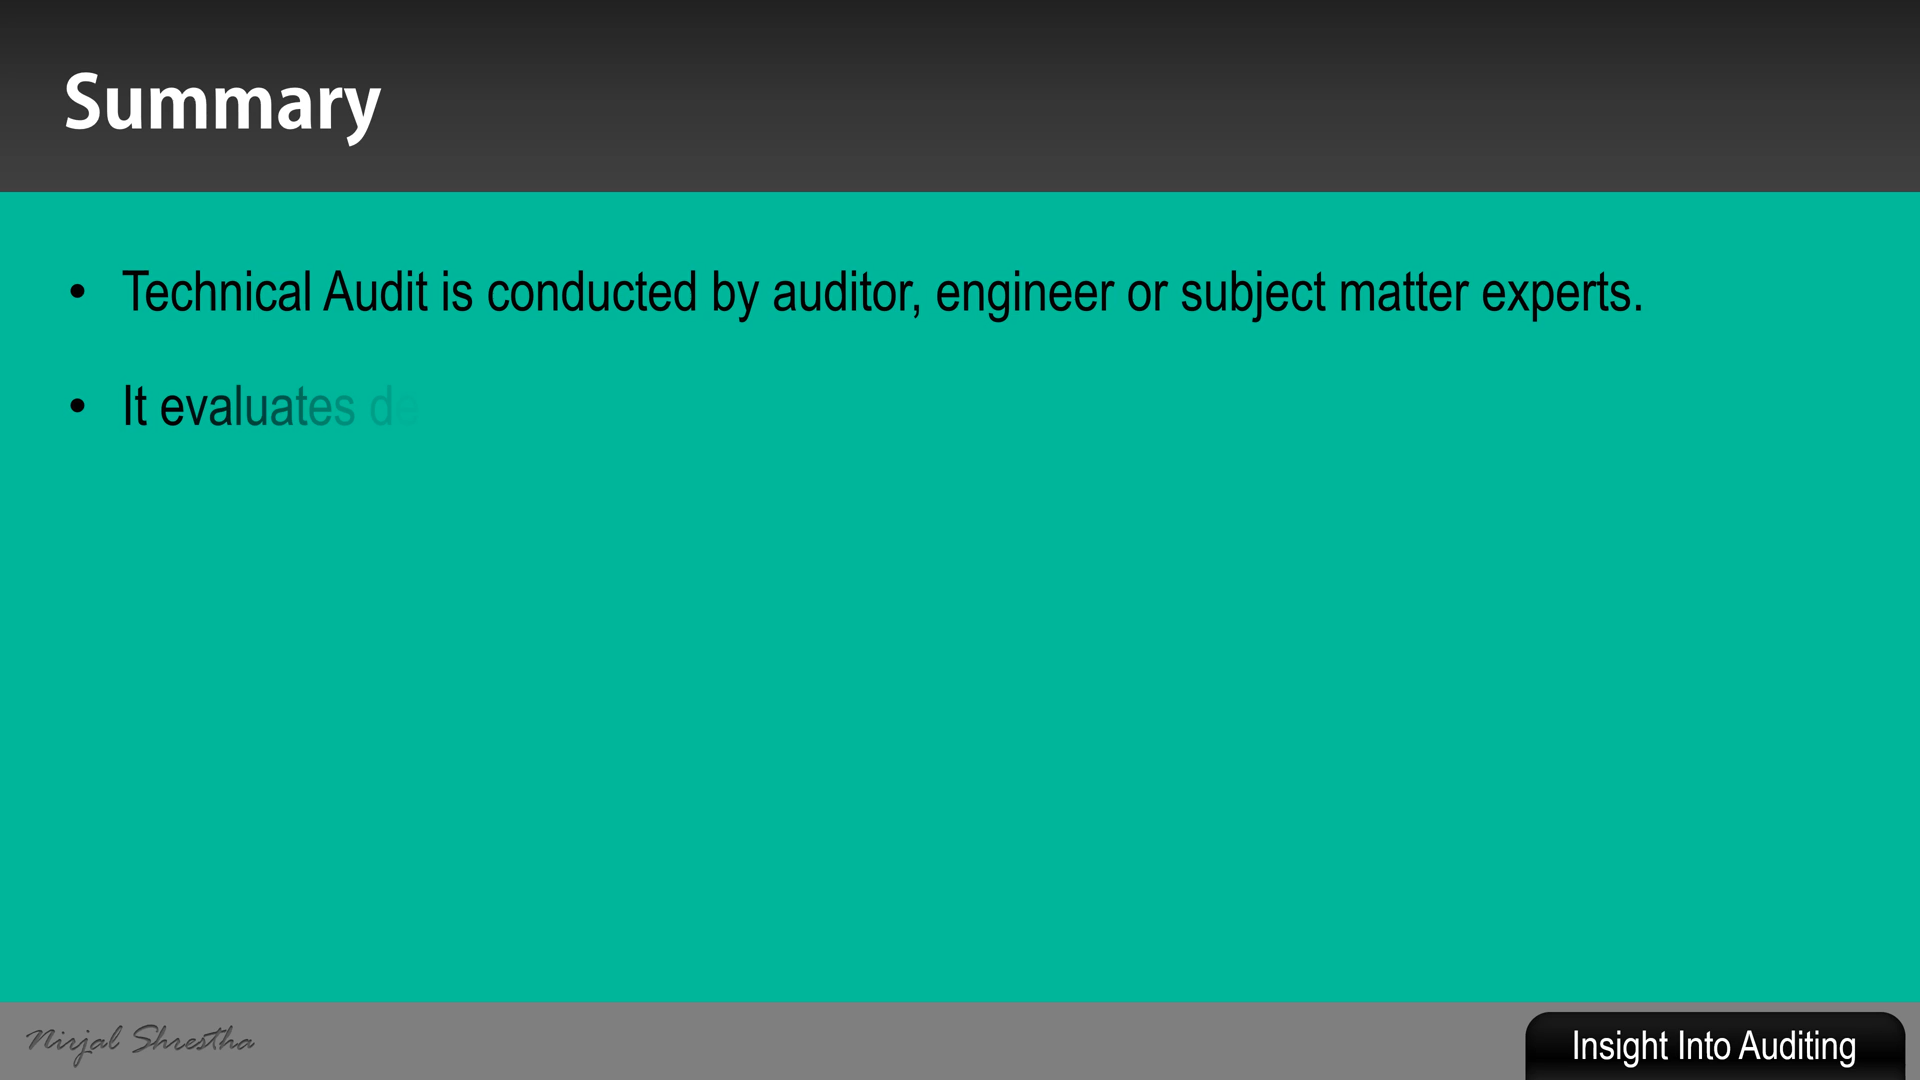 Summary
• Technical Audit is conducted by auditor, engineer or subject matter experts.
• It evaluates de
Nirjal Shrestha
Insight Into Auditing